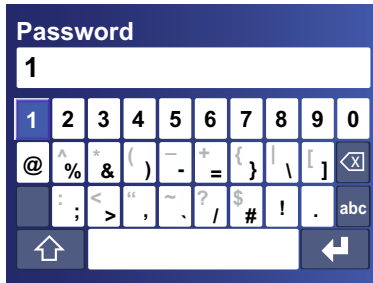 Password
1
1 2 3 4 5 6 7 8 9 0
@ ^ % * & ( ) _ - + = { } | \ [ ]
: ; < > “ , ~ ` ? / $ # ! . abc